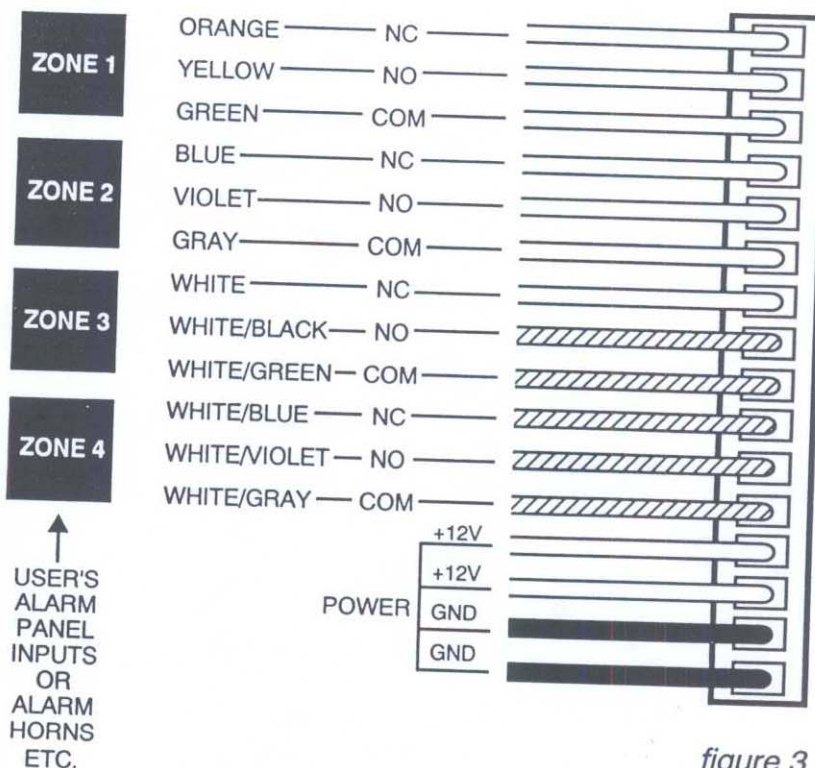 ZONE 1
ORANGE NC
YELLOW NO
GREEN COM
ZONE 2
BLUE NC
VIOLET NO
GRAY COM
ZONE 3
WHITE NC
WHITE/BLACK NO
WHITE/GREEN COM
ZONE 4
WHITE/BLUE NC
WHITE/VIOLET NO
WHITE/GRAY COM
POWER
+12V
+12V
GND
GND
USER'S
ALARM
PANEL
INPUTS
OR
ALARM
HORNS
ETC.
figure 3